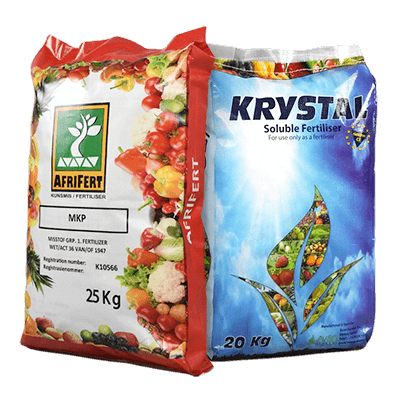 AFRIFERT
KUNSMIS / FERTILISER
MKP
MISSTOF GRP. 1. FERTILIZER
WET/ACT 36 VAN/OF 1947
Registration number:
Registrasienommer: K10566
25 Kg
AFRIFERT
KRYSTAL
Soluble Fertiliser
For use only as a fertiliser
20 Kg